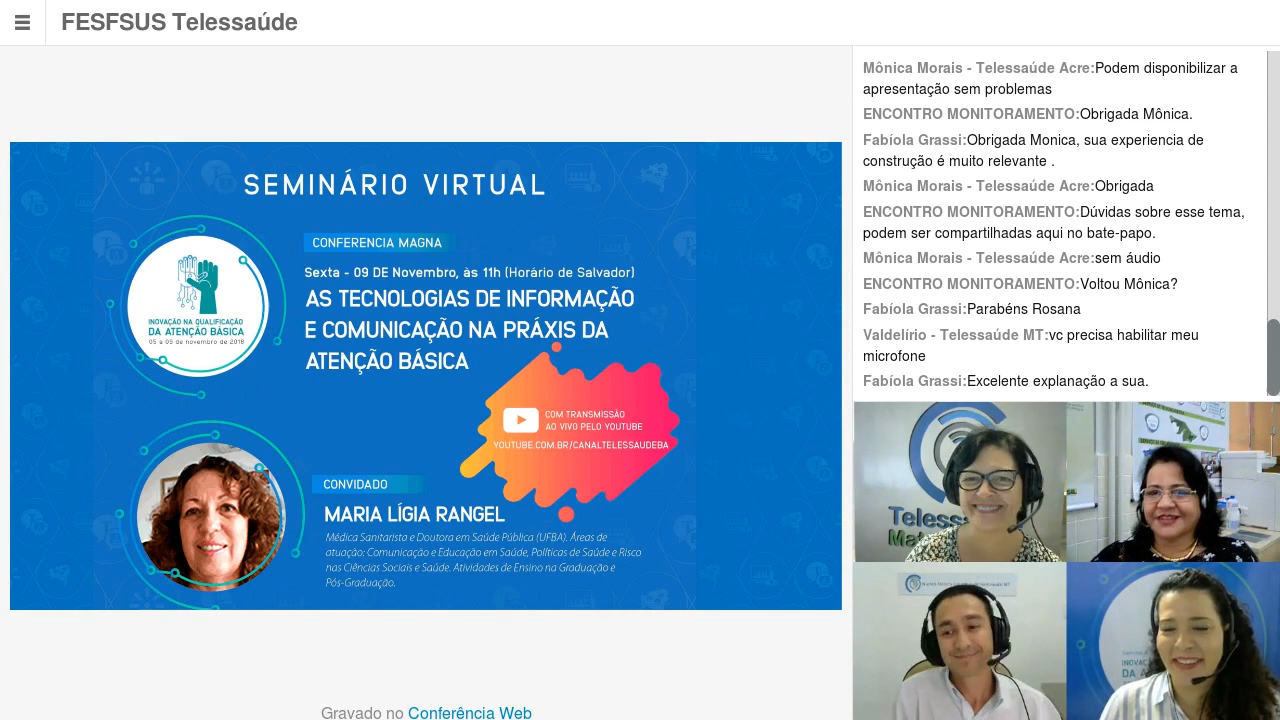 FESFSUS Telessaúde
SEMINÁRIO VIRTUAL
CONFERENCIA MAGNA
Sexta - 09 DE Novembro, às 11h (Horário de Salvador)
AS TECNOLOGIAS DE INFORMAÇÃO
E COMUNICAÇÃO NA PRÁXIS DA
ATENÇÃO BÁSICA
INOVAÇÃO NA QUALIFICAÇÃO
DA ATENÇÃO BÁSICA
05 a 09 de novembro de 2018
COM TRANSMISSÃO
AO VIVO PELO YOUTUBE
YOUTUBE.COM.BR/CANALTELESSAUDEBA
CONVIDADO
MARIA LÍGIA RANGEL
Médica Sanitarista e Doutora em Saúde Pública (UFBA). Áreas de
atuação: Comunicação e Educação em Saúde, Políticas de Saúde e Risco
nas Ciências Sociais e Saúde. Atividades de Ensino na Graduação e
Pós-Graduação.
Gravado no Conferência Web
Mônica Morais - Telessaúde Acre:Podem disponibilizar a
apresentação sem problemas
ENCONTRO MONITORAMENTO:Obrigada Mônica.
Fabíola Grassi:Obrigada Monica, sua experiencia de
construção é muito relevante .
Mônica Morais - Telessaúde Acre:Obrigada
ENCONTRO MONITORAMENTO:Dúvidas sobre esse tema,
podem ser compartilhadas aqui no bate-papo.
Mônica Morais - Telessaúde Acre:sem áudio
ENCONTRO MONITORAMENTO:Voltou Mônica?
Fabíola Grassi:Parabéns Rosana
Valdelírio - Telessaúde MT:vc precisa habilitar meu
microfone
Fabíola Grassi:Excelente explanação a sua.
Telessa
Mat
INOVAÇ
DA A